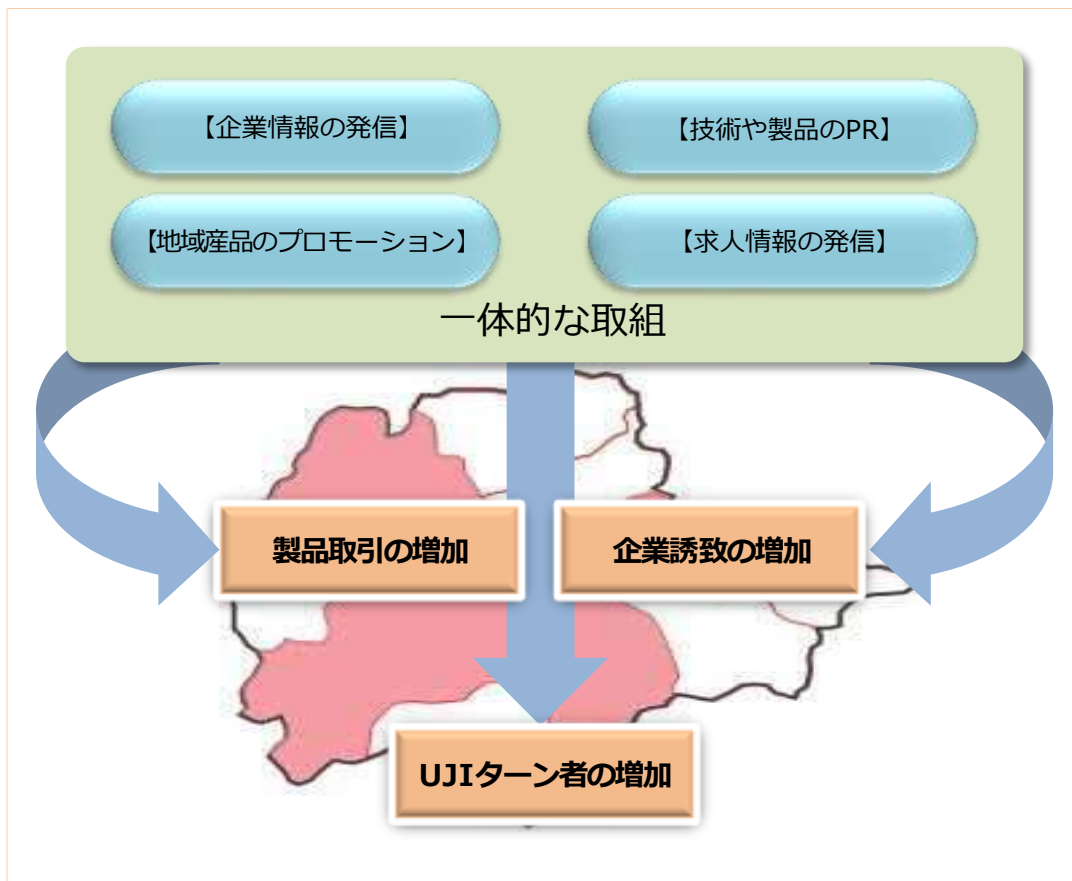 【企業情報の発信】
【技術や製品のPR】
【地域産品のプロモーション】
【求人情報の発信】
一体的な取組
製品取引の増加
企業誘致の増加
UJIターン者の増加